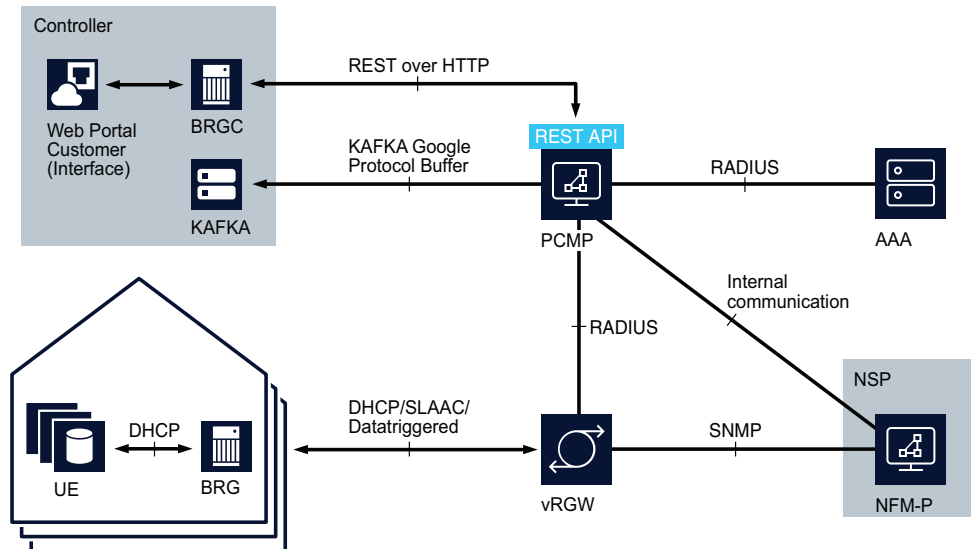 Controller
REST over HTTP
Web Portal
Customer
(Interface)
BRGC
REST API
KAFKA Google
Protocol Buffer
RADIUS
KAFKA
PCMP
AAA
Internal
communication
RADIUS
NSP
DHCP/SLAAC/
Datatriggered
DHCP
SNMP
UE
BRG
vRGW
NFM-P